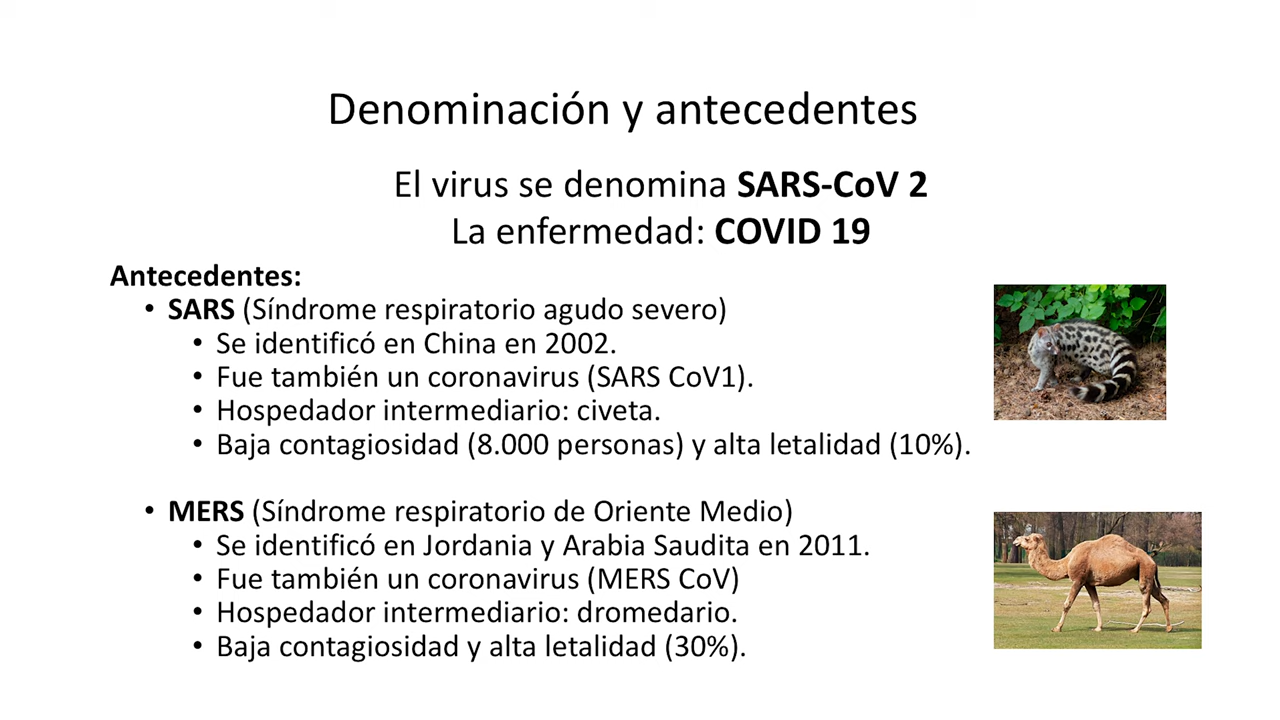 Denominación y antecedentes
El virus se denomina SARS-CoV 2
La enfermedad: COVID 19
Antecedentes:
• SARS (Síndrome respiratorio agudo severo)
• Se identificó en China en 2002.
• Fue también un coronavirus (SARS CoV1).
• Hospedador intermediario: civeta.
• Baja contagiosidad (8.000 personas) y alta letalidad (10%).
• MERS (Síndrome respiratorio de Oriente Medio)
• Se identificó en Jordania y Arabia Saudita en 2011.
• Fue también un coronavirus (MERS CoV)
• Hospedador intermediario: dromedario.
• Baja contagiosidad y alta letalidad (30%).